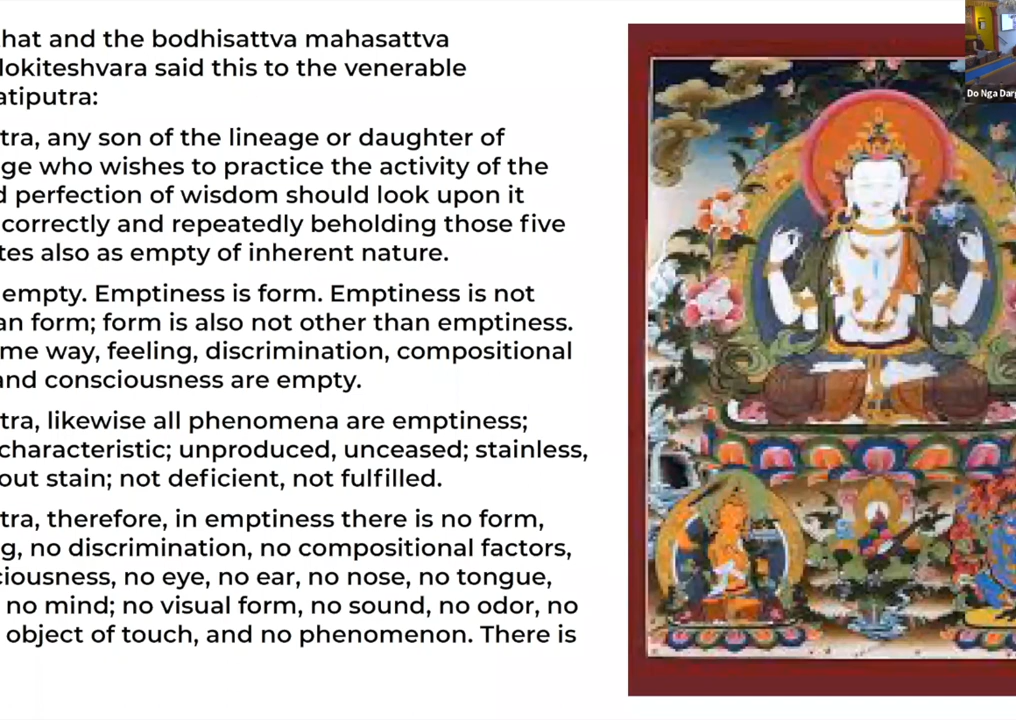 hat and the bodhisattva mahasattva
lokiteshvara said this to the venerable
atiputra:
tra, any son of the lineage or daughter of
ge who wishes to practice the activity of the
d perfection of wisdom should look upon it
correctly and repeatedly beholding those five
tes also as empty of inherent nature.
empty. Emptiness is form. Emptiness is not
an form; form is also not other than emptiness.
me way, feeling, discrimination, compositional
and consciousness are empty.
tra, likewise all phenomena are emptiness;
characteristic; unproduced, unceased; stainless,
out stain; not deficient, not fulfilled.
tra, therefore, in emptiness there is no form,
g, no discrimination, no compositional factors,
ciousness, no eye, no ear, no nose, no tongue,
no mind; no visual form, no sound, no odor, no
object of touch, and no phenomenon. There is
Do Nga Darg